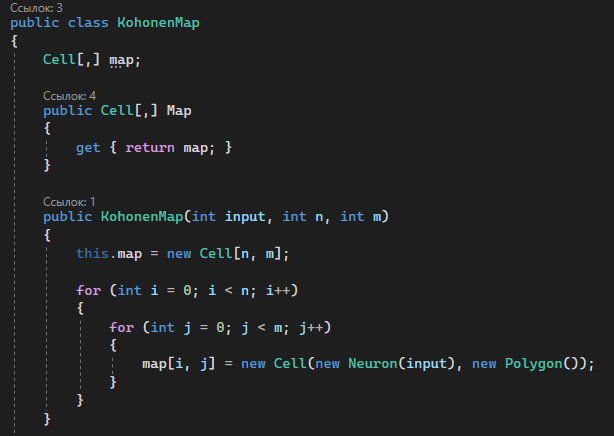 Ссылок: 3
public class KohonenMap
{
    Cell[,] map;
    Ссылок: 4
    public Cell[,] Map
    {
        get { return map; }
    }
    Ссылок: 1
    public KohonenMap(int input, int n, int m)
    {
        this.map = new Cell[n, m];
        for (int i = 0; i < n; i++)
        {
            for (int j = 0; j < m; j++)
            {
                map[i, j] = new Cell(new Neuron(input), new Polygon());
            }
        }
    }